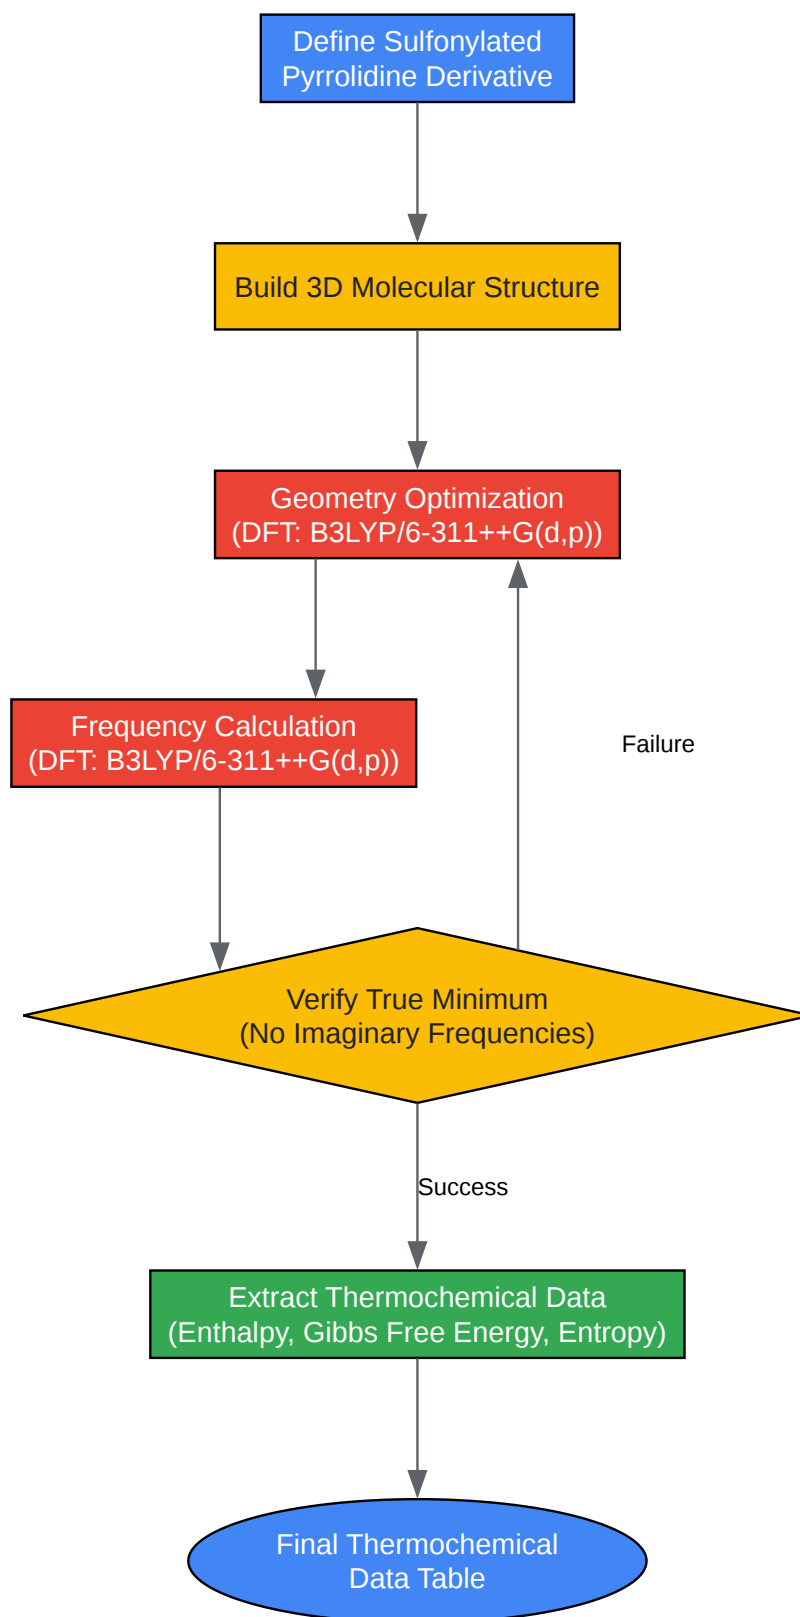 Define Sulfonylated
Pyrrolidine Derivative
Build 3D Molecular Structure
Geometry Optimization
(DFT: B3LYP/6-311++G(d,p))
Frequency Calculation
(DFT: B3LYP/6-311++G(d,p))
Failure
Verify True Minimum
(No Imaginary Frequencies)
Success
Extract Thermochemical Data
(Enthalpy, Gibbs Free Energy, Entropy)
Final Thermochemical
Data Table